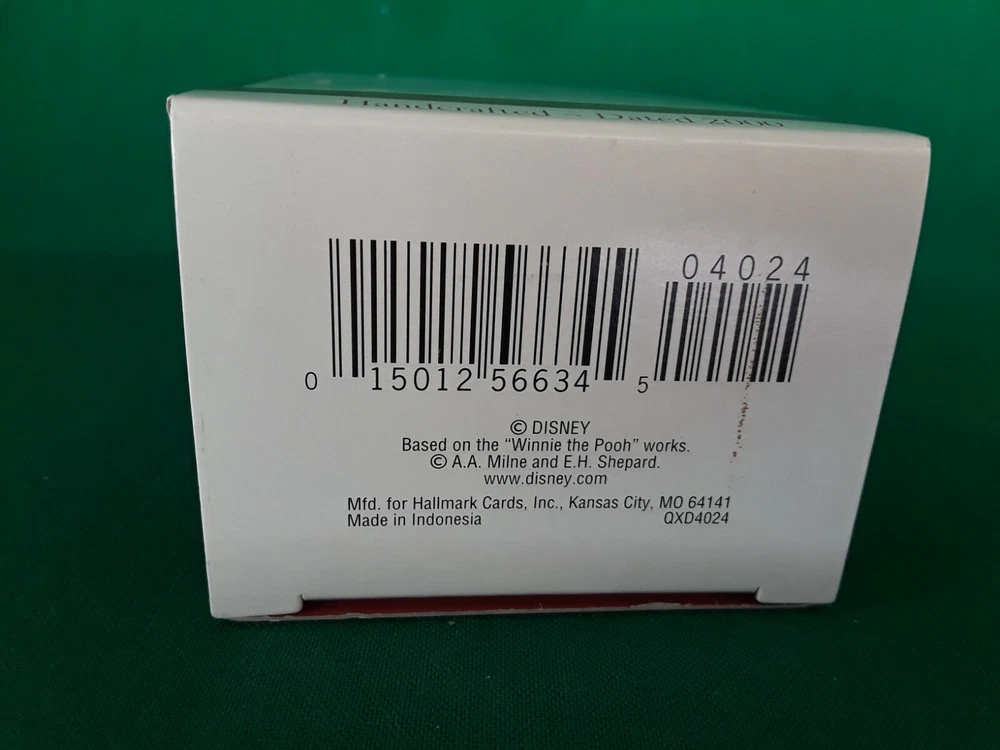 Handcrafted ~ Dated 2000
04024
0 15012 56634 5
© DISNEY
Based on the “Winnie the Pooh” works.
© A.A. Milne and E.H. Shepard.
www.disney.com
Mfd. for Hallmark Cards, Inc., Kansas City, MO 64141
Made in Indonesia QXD4024